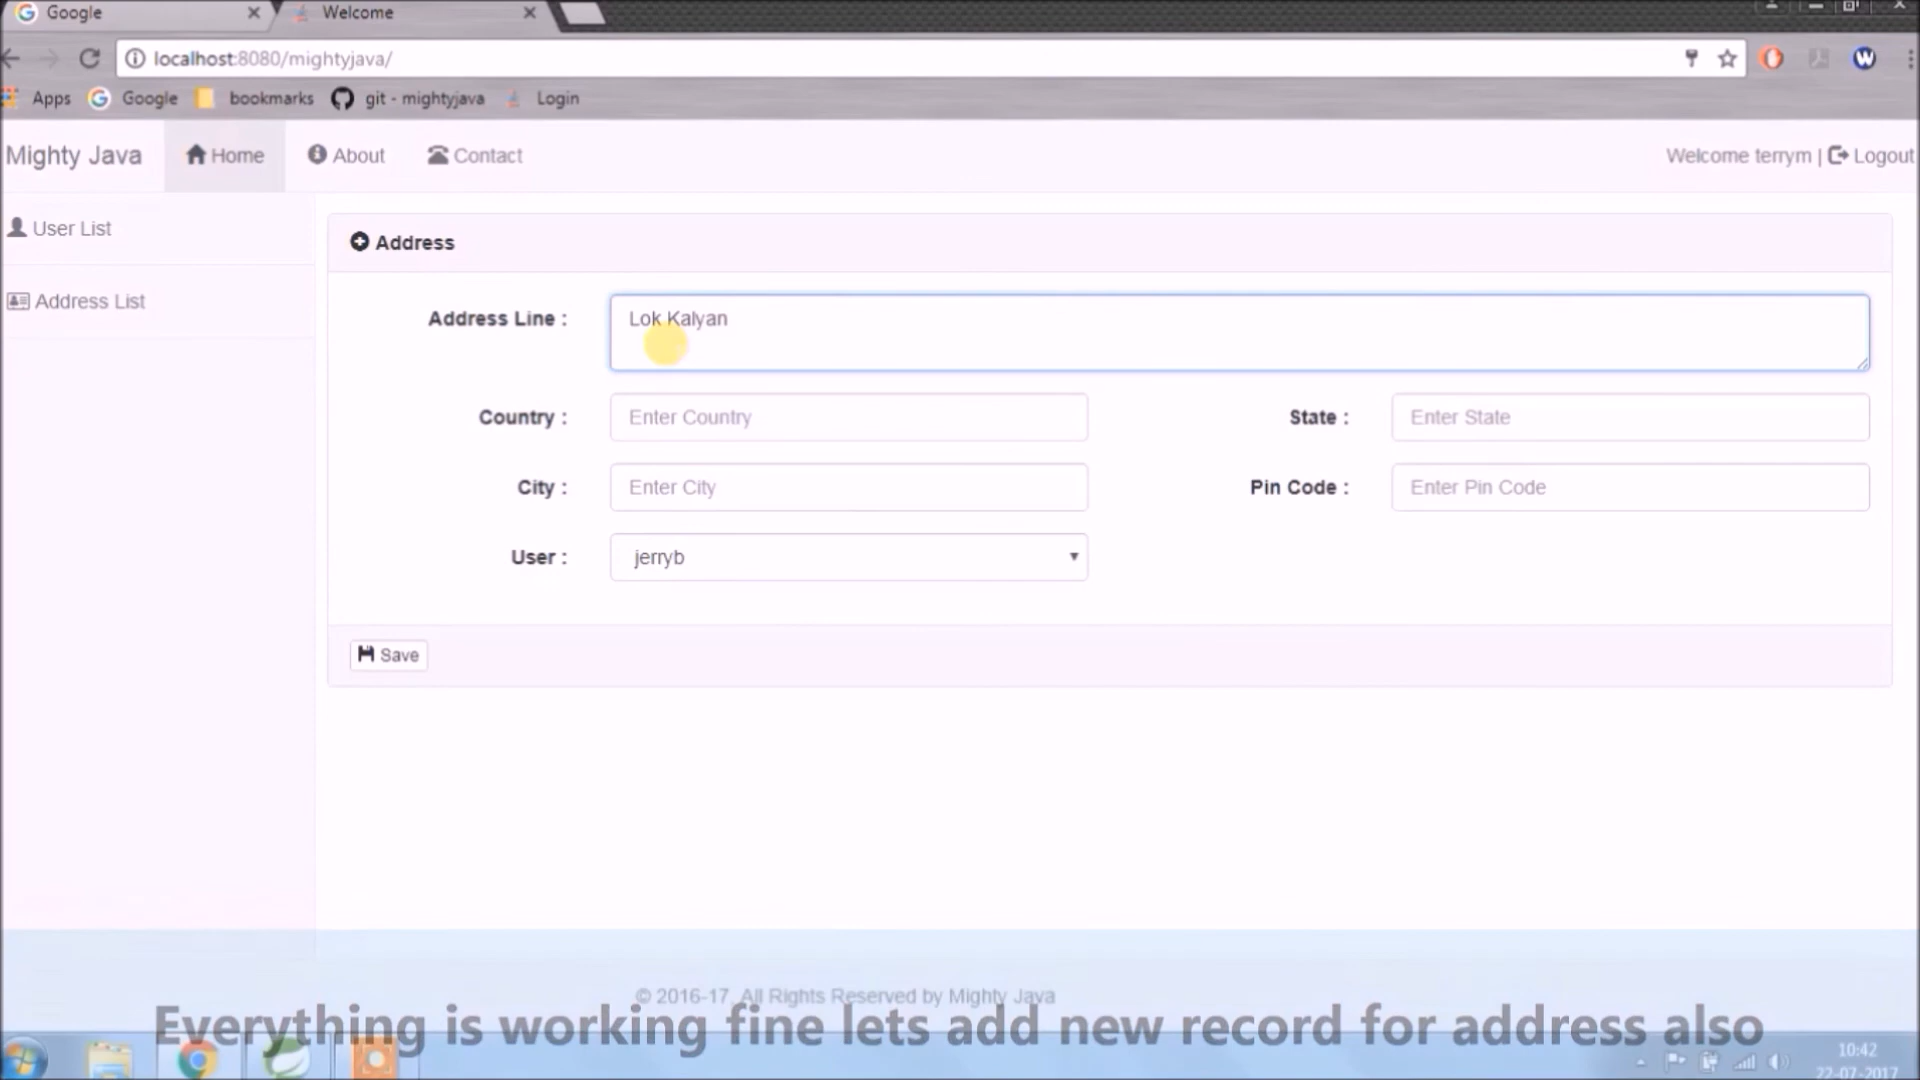 Google
Welcome
localhost:8080/mightyjava/
Apps
Google
bookmarks
git - mightyjava
Login
Mighty Java
Home
About
Contact
Welcome terrym | Logout
User List
Address List
Address
Address Line :
Lok Kalyan
Country :
Enter Country
State :
Enter State
City :
Enter City
Pin Code :
Enter Pin Code
User :
jerryb
Save
© 2016-17, All Rights Reserved by Mighty Java
Everything is working fine lets add new record for address also
10:42
22-07-2017